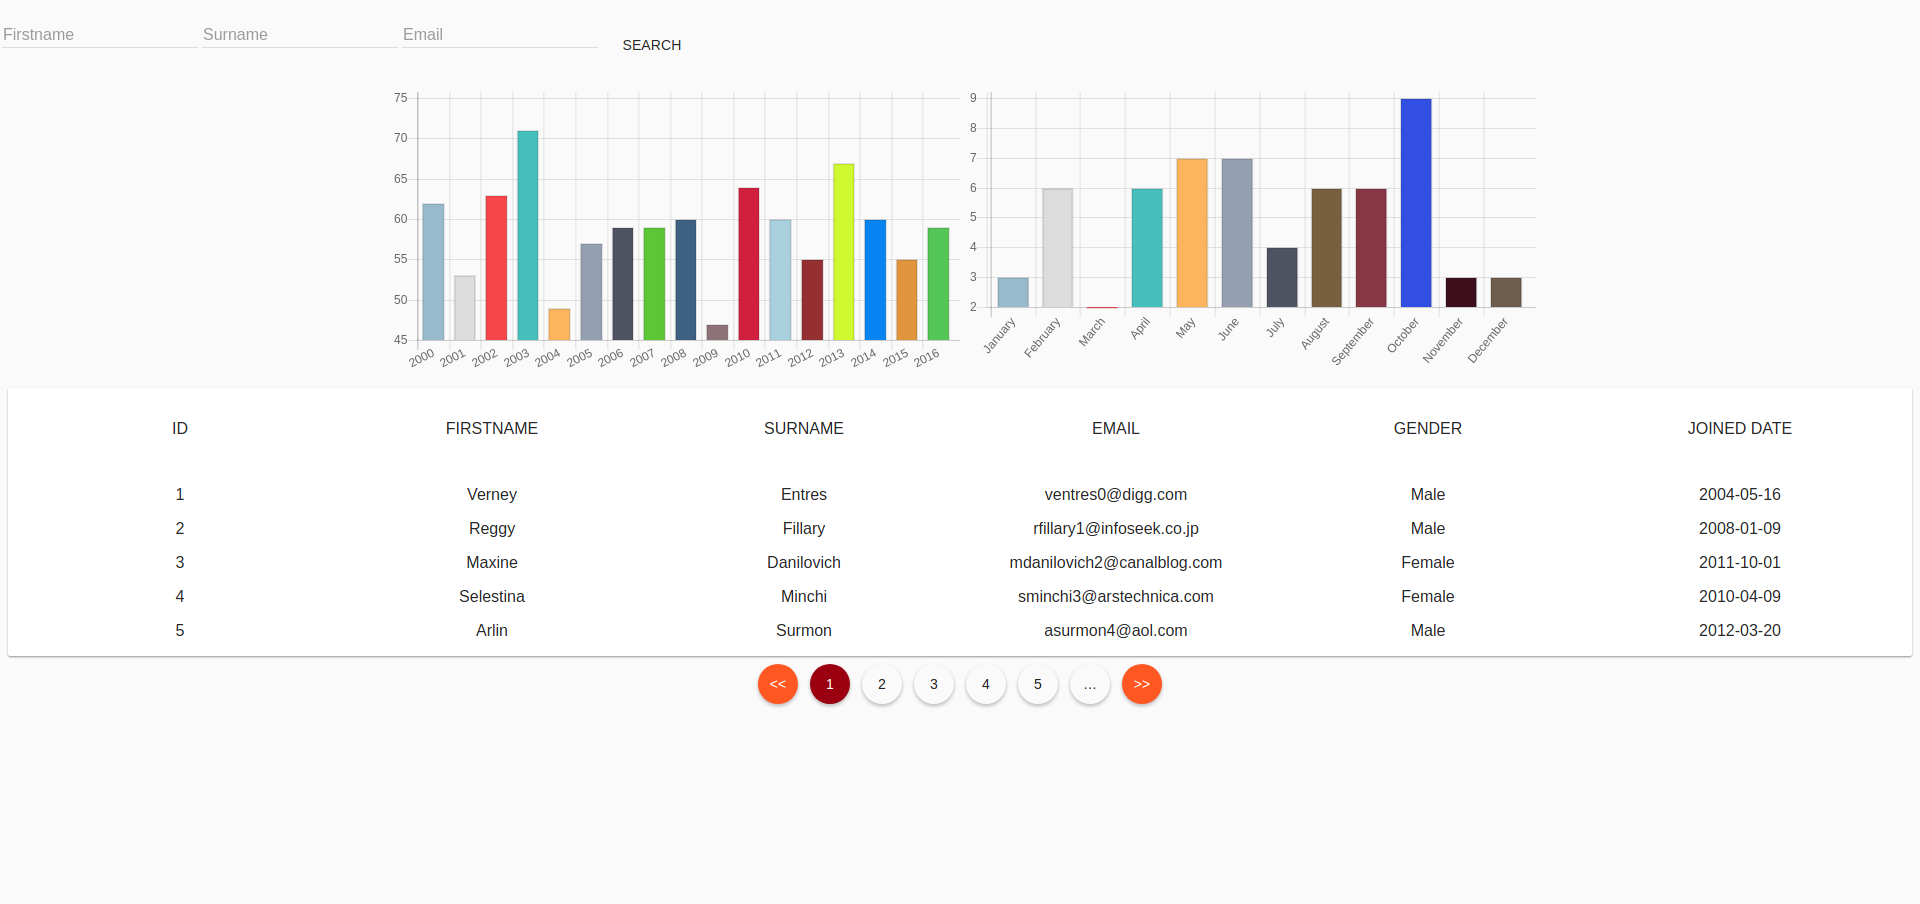 Firstname Surname Email SEARCH
75
70
65
60
55
50
45
2000 2001 2002 2003 2004 2005 2006 2007 2008 2009 2010 2011 2012 2013 2014 2015 2016
9
8
7
6
5
4
3
2
January February March April May June July August September October November December
ID FIRSTNAME SURNAME EMAIL GENDER JOINED DATE
1 Verney Entres ventres0@digg.com Male 2004-05-16
2 Reggy Fillary rfillary1@infoseek.co.jp Male 2008-01-09
3 Maxine Danilovich mdanilovich2@canalblog.com Female 2011-10-01
4 Selestina Minchi sminchi3@arstechnica.com Female 2010-04-09
5 Arlin Surmon asurmon4@aol.com Male 2012-03-20
<< 1 2 3 4 5 ... >>